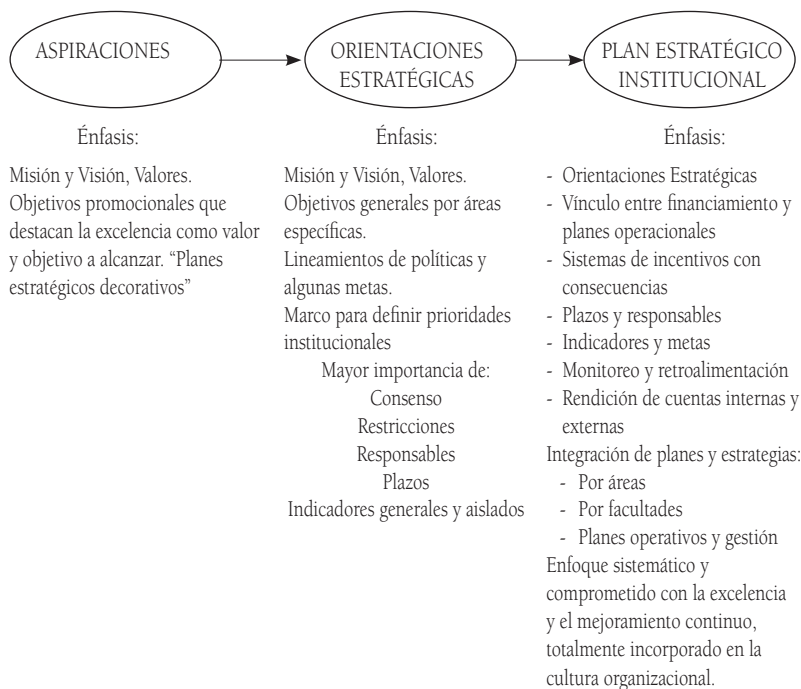 ASPIRACIONES
Énfasis:
Misión y Visión, Valores.
Objetivos promocionales que
destacan la excelencia como valor
y objetivo a alcanzar. “Planes
estratégicos decorativos”
ORIENTACIONES
ESTRATÉGICAS
Énfasis:
Misión y Visión, Valores.
Objetivos generales por áreas
específicas.
Lineamientos de políticas y
algunas metas.
Marco para definir prioridades
institucionales
Mayor importancia de:
Consenso
Restricciones
Responsables
Plazos
Indicadores generales y aislados
PLAN ESTRATÉGICO
INSTITUCIONAL
Énfasis:
- Orientaciones Estratégicas
- Vínculo entre financiamiento y
planes operacionales
- Sistemas de incentivos con
consecuencias
- Plazos y responsables
- Indicadores y metas
- Monitoreo y retroalimentación
- Rendición de cuentas internas y
externas
Integración de planes y estrategias:
- Por áreas
- Por facultades
- Planes operativos y gestión
Enfoque sistemático y
comprometido con la excelencia
y el mejoramiento continuo,
totalmente incorporado en la
cultura organizacional.